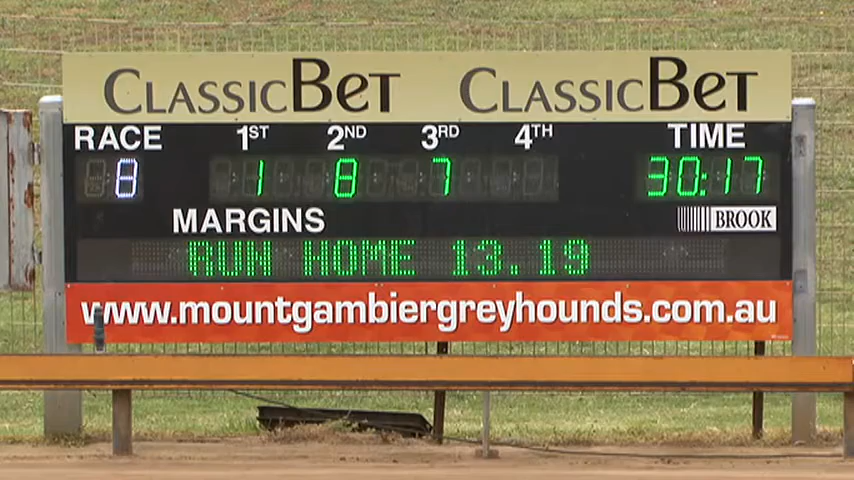 CLASSICBET CLASSICBET
RACE 1ST 2ND 3RD 4TH TIME
8 1 8 7 30:17
MARGINS BROOK
RUN HOME 13.19
www.mountgambiergreyhounds.com.au